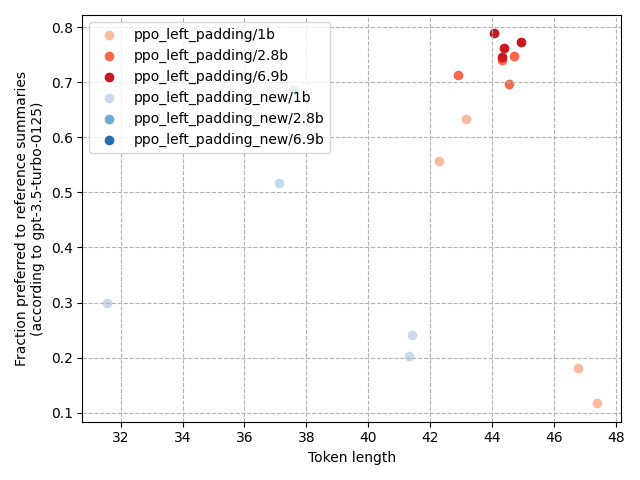 ppo_left_padding/1b
ppo_left_padding/2.8b
ppo_left_padding/6.9b
ppo_left_padding_new/1b
ppo_left_padding_new/2.8b
ppo_left_padding_new/6.9b
Fraction preferred to reference summaries
(according to gpt-3.5-turbo-0125)
0.8
0.7
0.6
0.5
0.4
0.3
0.2
0.1
32
34
36
38
40
42
44
46
48
Token length